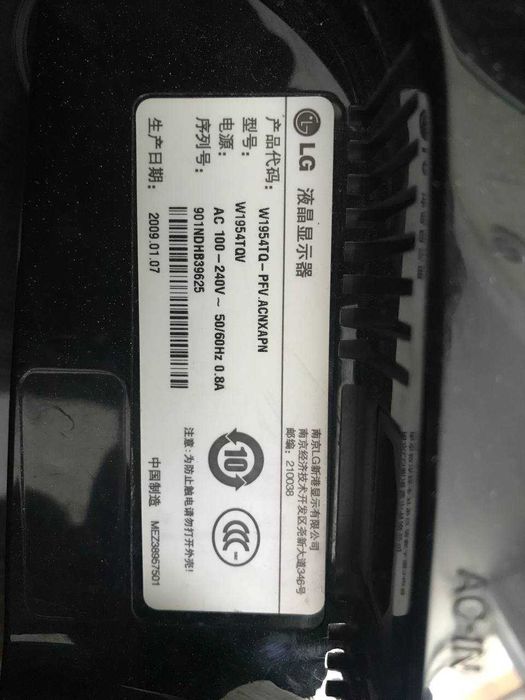 LG 液晶显示器
南京LG新港显示有限公司
南京经济技术开发区尧新大道346号
邮编：210038
产品代码： W1954TQ-PFV.ACNXAPN
型号： W1954TQV
电源： AC 100-240V~ 50/60Hz 0.8A
序列号： 901NDHB39625
生产日期： 2009.01.07
10
CCC
注意：为防止触电请勿打开外壳！
中国制造 MEZ38957501
AC-IN